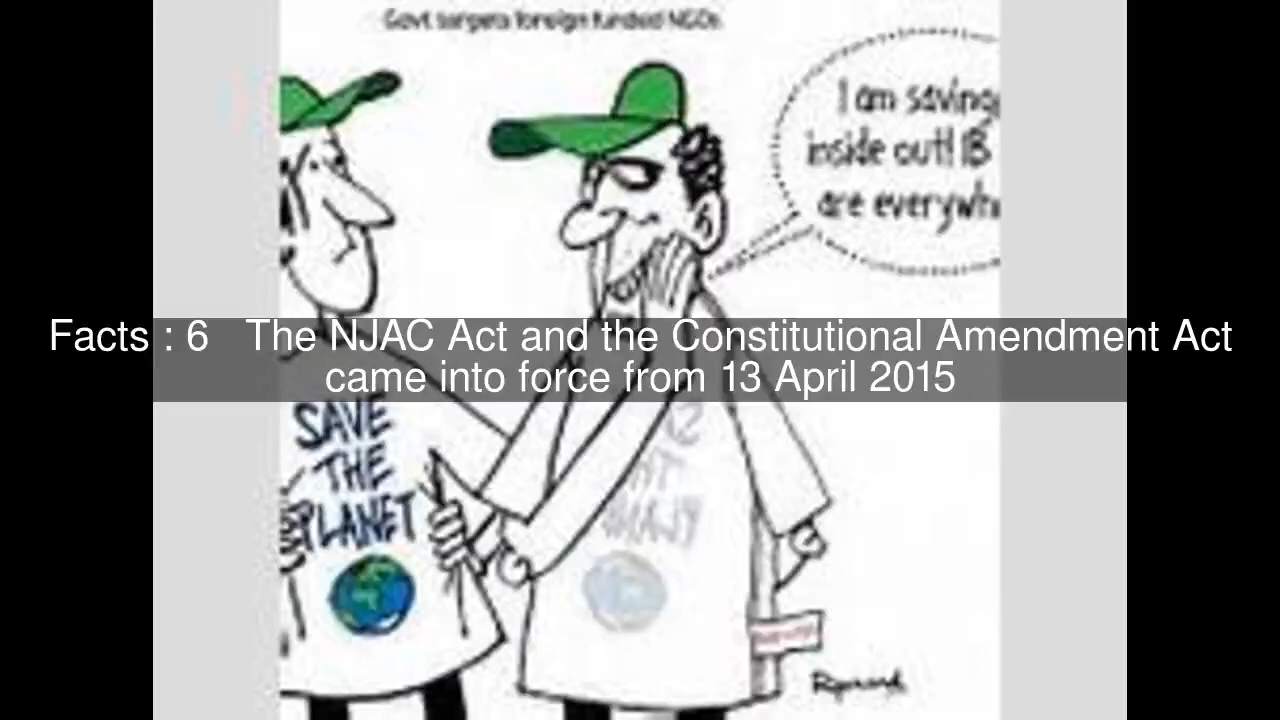 Govt targets foreign funded NGOs
I am saving
inside out! IB
are everywh
Facts : 6   The NJAC Act and the Constitutional Amendment Act
came into force from 13 April 2015
SAVE
THE
PLANET